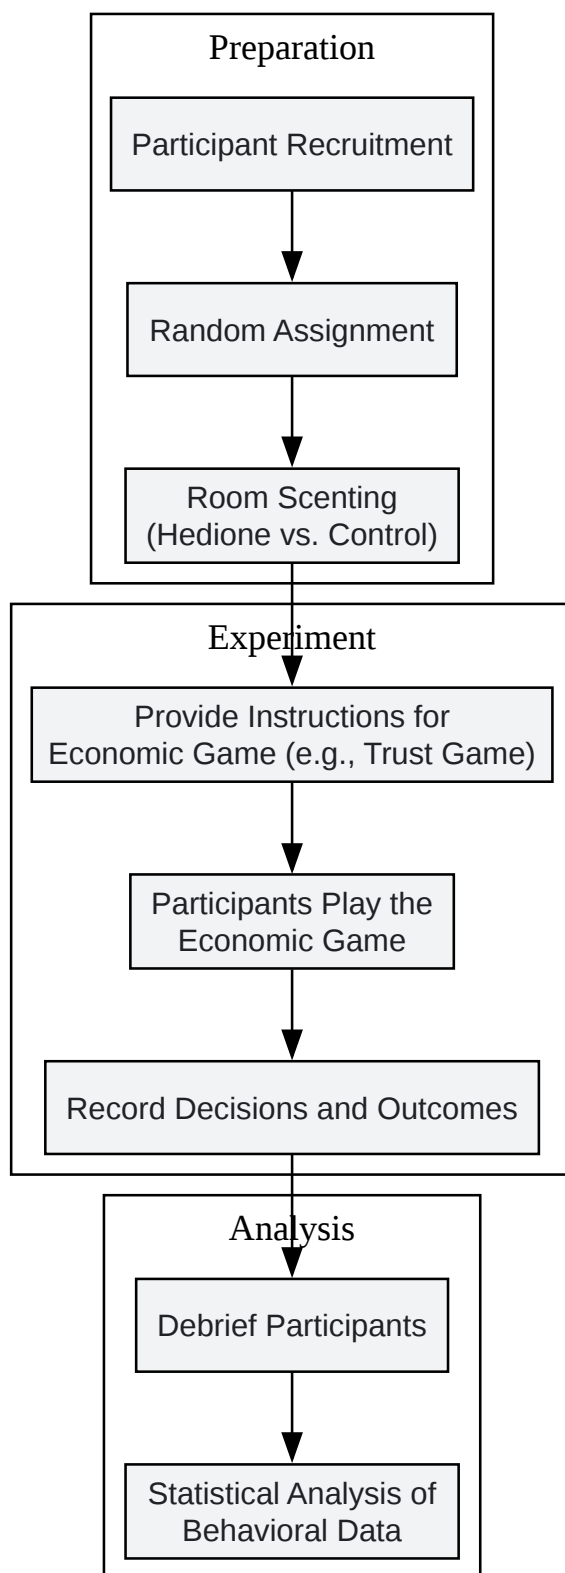 Preparation
Participant Recruitment
Random Assignment
Room Scenting
(Hedione vs. Control)
Experiment
Provide Instructions for
Economic Game (e.g., Trust Game)
Participants Play the
Economic Game
Record Decisions and Outcomes
Analysis
Debrief Participants
Statistical Analysis of
Behavioral Data